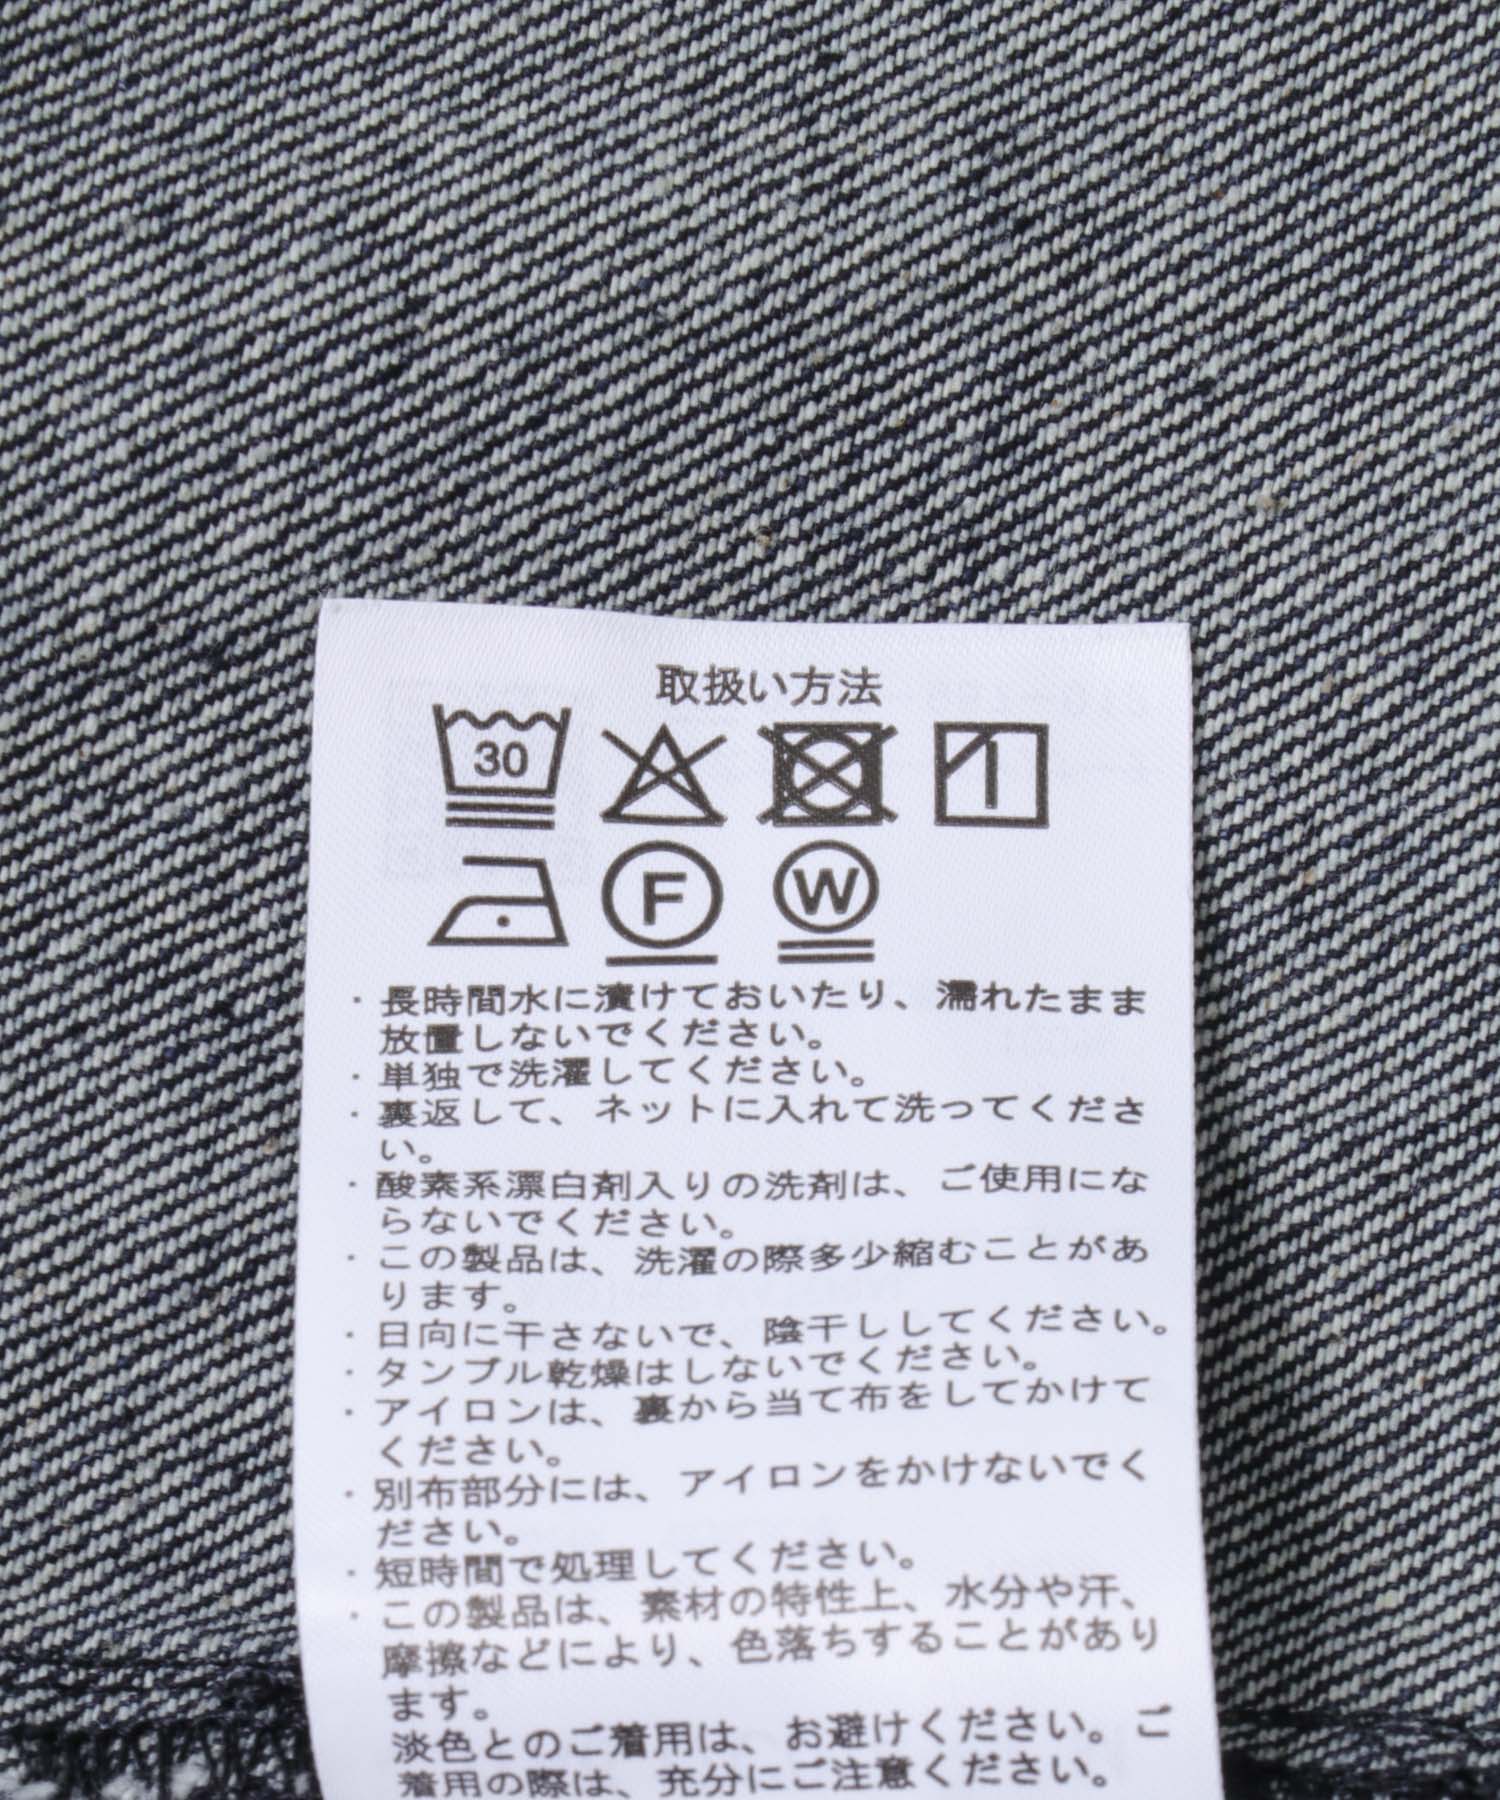 取扱い方法
30
F W
・長時間水に漬けておいたり、濡れたまま
放置しないでください。
・単独で洗濯してください。
・裏返して、ネットに入れて洗ってくださ
い。
・酸素系漂白剤入りの洗剤は、ご使用にな
らないでください。
・この製品は、洗濯の際多少縮むことがあ
ります。
・日向に干さないで、陰干ししてください。
・タンブル乾燥はしないでください。
・アイロンは、裏から当て布をしてかけて
ください。
・別布部分には、アイロンをかけないでく
ださい。
・短時間で処理してください。
・この製品は、素材の特性上、水分や汗、
摩擦などにより、色落ちすることがあり
ます。
淡色とのご着用は、お避けください。ご
着用の際は、充分にご注意ください。